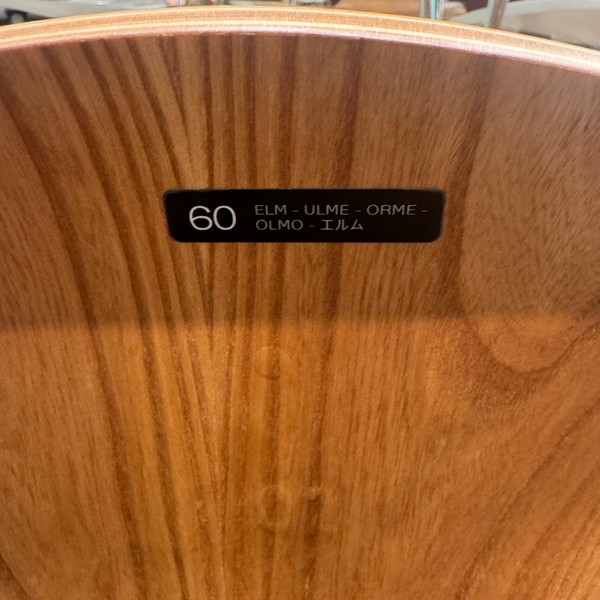 60
ELM - ULME - ORME -
OLMO - エルム